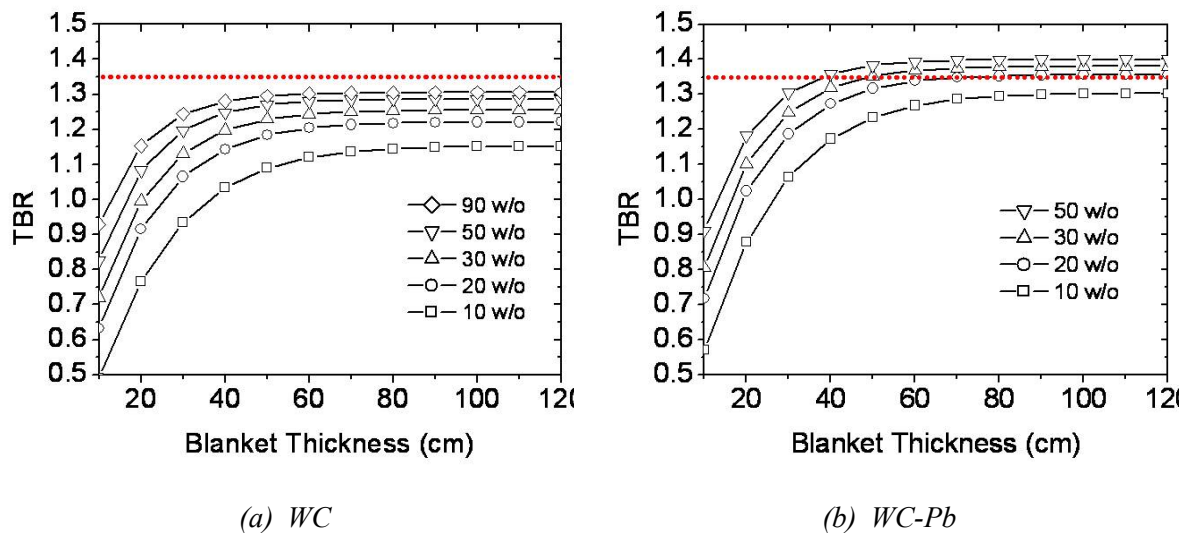 1.5
1.4
1.3
1.2
1.1
1.0
0.9
0.8
0.7
0.6
0.5
TBR
90 w/o
50 w/o
30 w/o
20 w/o
10 w/o
20 40 60 80 100 120
Blanket Thickness (cm)
(a) WC
1.5
1.4
1.3
1.2
1.1
1.0
0.9
0.8
0.7
0.6
0.5
TBR
50 w/o
30 w/o
20 w/o
10 w/o
20 40 60 80 100 120
Blanket Thickness (cm)
(b) WC-Pb